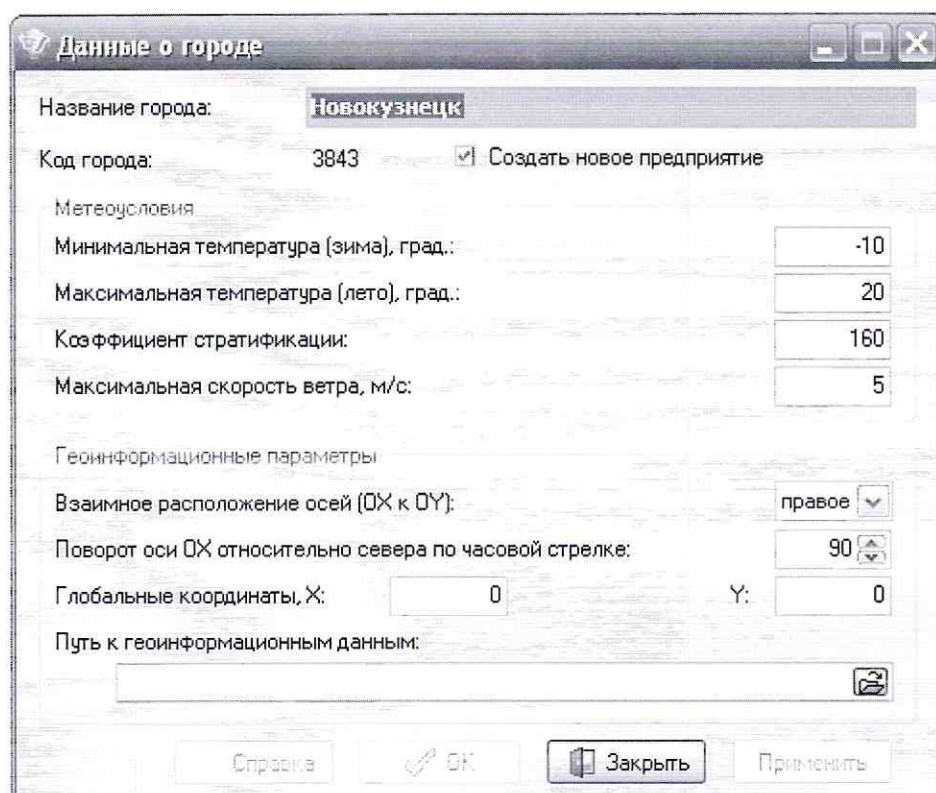 Данные о городе
Название города: Новокузнецк
Код города: 3843 Создать новое предприятие
Метеоусловия
Минимальная температура (зима), град.: -10
Максимальная температура (лето), град.: 20
Коэффициент стратификации: 160
Максимальная скорость ветра, м/с: 5
Геоинформационные параметры
Взаимное расположение осей (OX к OY): правое
Поворот оси OX относительно севера по часовой стрелке: 90
Глобальные координаты, X: 0 Y: 0
Путь к геоинформационным данным:
Справка OK Закрыть Применить